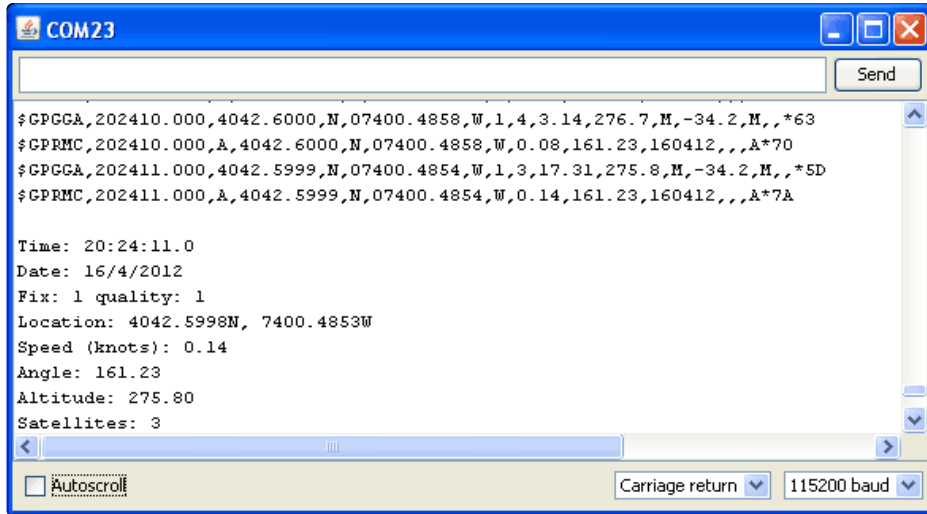 COM23
Send
$GPGGA,202410.000,4042.6000,N,07400.4858,W,1,4,3.14,276.7,M,-34.2,M,,*63
$GPRMC,202410.000,A,4042.6000,N,07400.4858,W,0.08,161.23,160412,,,A*70
$GPGGA,202411.000,4042.5999,N,07400.4854,W,1,3,17.31,275.8,M,-34.2,M,,*5D
$GPRMC,202411.000,A,4042.5999,N,07400.4854,W,0.14,161.23,160412,,,A*7A
Time: 20:24:11.0
Date: 16/4/2012
Fix: 1 quality: 1
Location: 4042.5998N, 7400.4853W
Speed (knots): 0.14
Angle: 161.23
Altitude: 275.80
Satellites: 3
Autoscroll
Carriage return
115200 baud